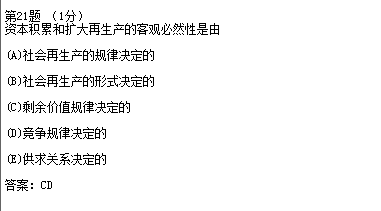 第21题 （1分）
资本积累和扩大再生产的客观必然性是由
(A)社会再生产的规律决定的
(B)社会再生产的形式决定的
(C)剩余价值规律决定的
(D)竞争规律决定的
(E)供求关系决定的
答案：CD